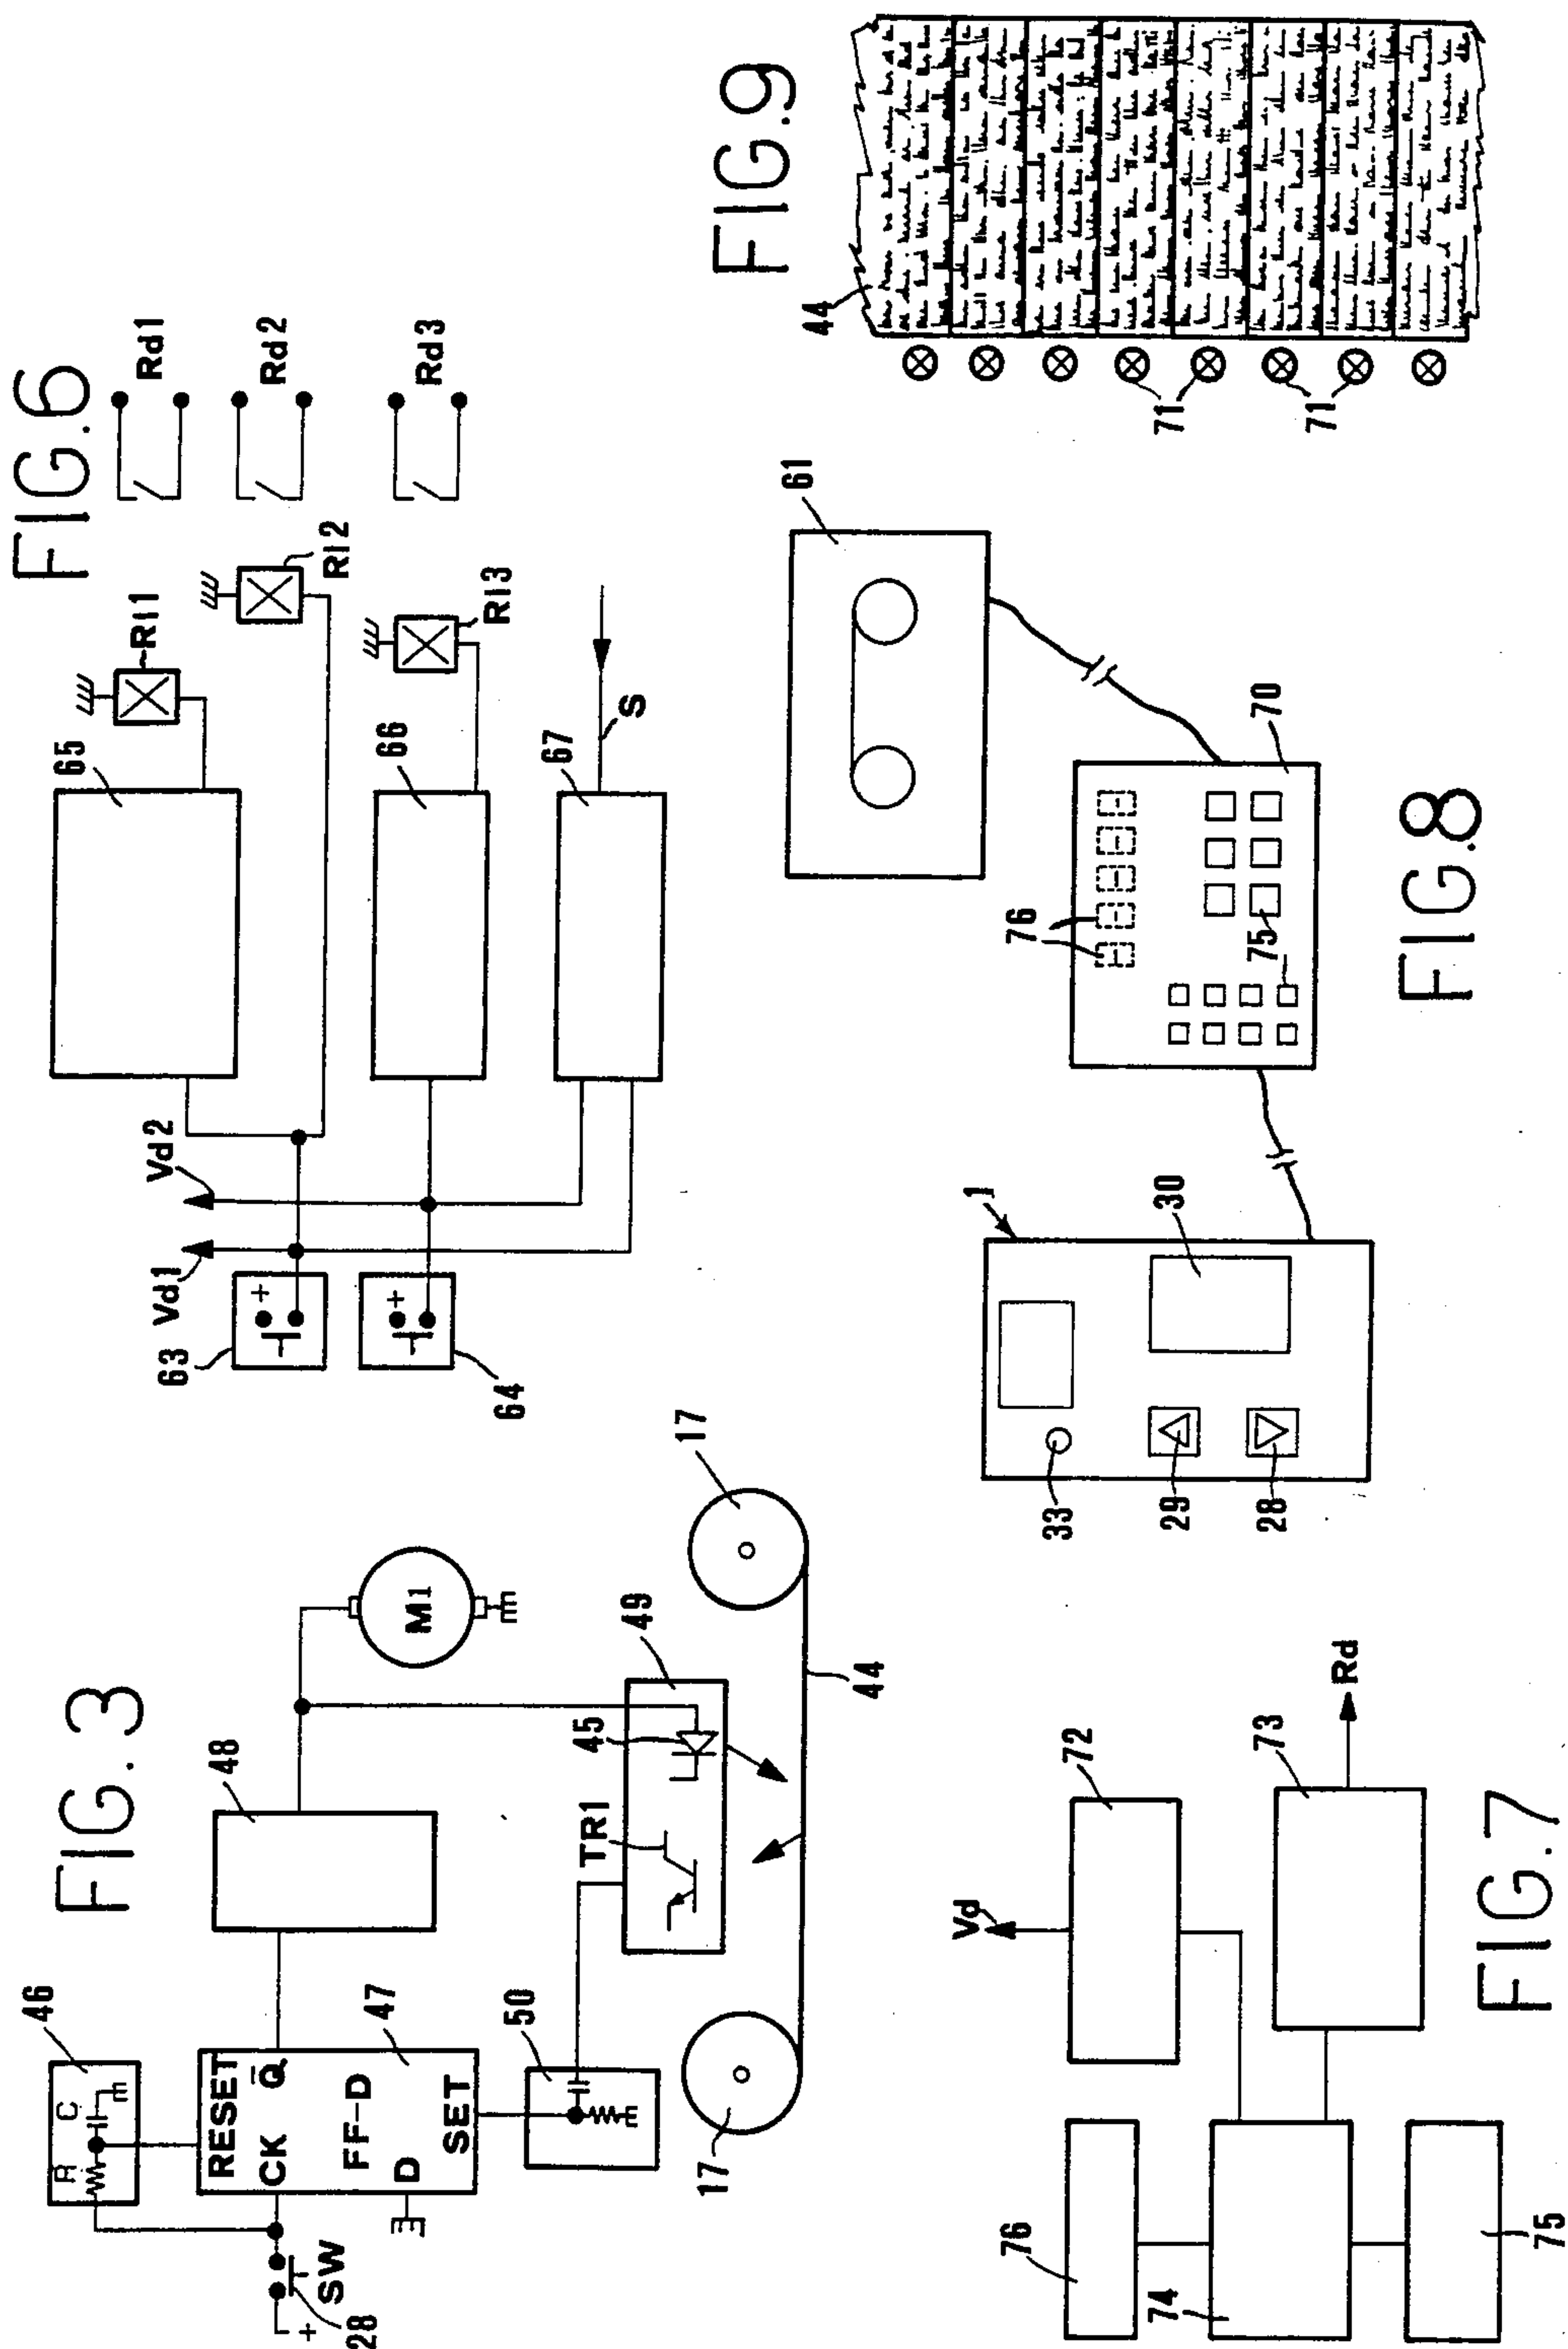 FIG. 3
46
R
C
RESET
CK
Q̄
FF-D
D
SET
47
SW
28
+
48
M1
50
TR1
45
49
17
17
44
FIG.6
65
Rl1
Rl2
Rd1
Rd2
Rd3
Vd1
Vd2
63
+
64
+
66
Rl3
67
S
FIG.7
76
74
75
72
Vd
73
Rd
FIG.8
1
33
29
28
30
76
75
70
61
FIG.9
44
71
71